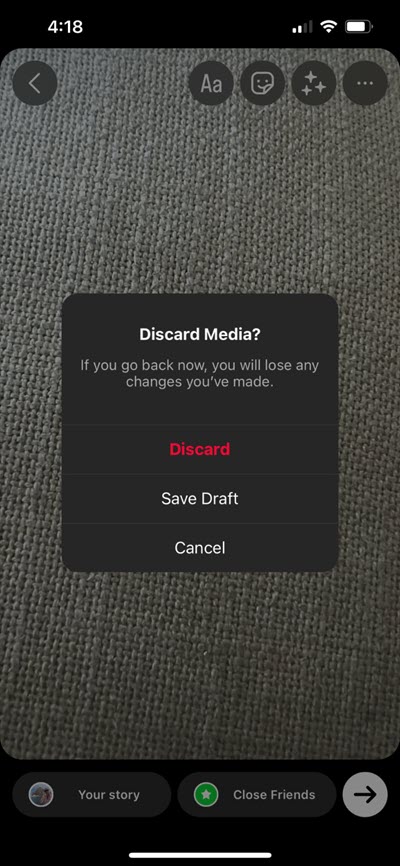 4:18
Aa
Discard Media?
If you go back now, you will lose any
changes you’ve made.
Discard
Save Draft
Cancel
Your story
Close Friends